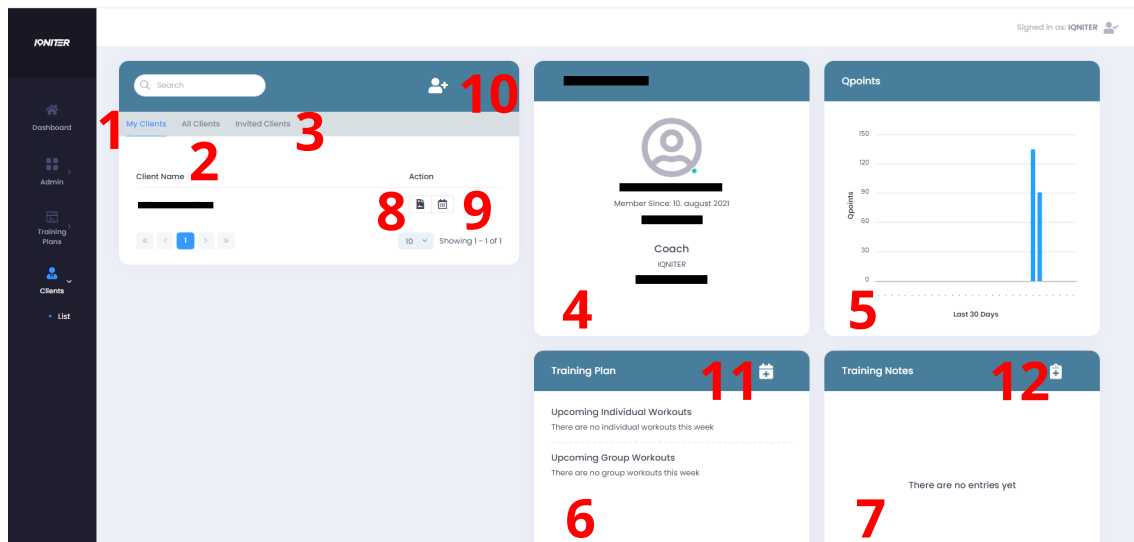 IQNITER
Signed in as: IQNITER
Dashboard
Admin
Training
Plans
Clients
List
Search
10
1
My Clients
All Clients
Invited Clients
3
2
Client Name
Action
8
9
1
10
Showing 1 - 1 of 1
Member Since: 10. august 2021
Coach
IQNITER
4
Qpoints
150
120
90
60
30
0
Qpoints
Last 30 Days
5
Training Plan
11
Upcoming Individual Workouts
There are no individual workouts this week
Upcoming Group Workouts
There are no group workouts this week
6
Training Notes
12
There are no entries yet
7